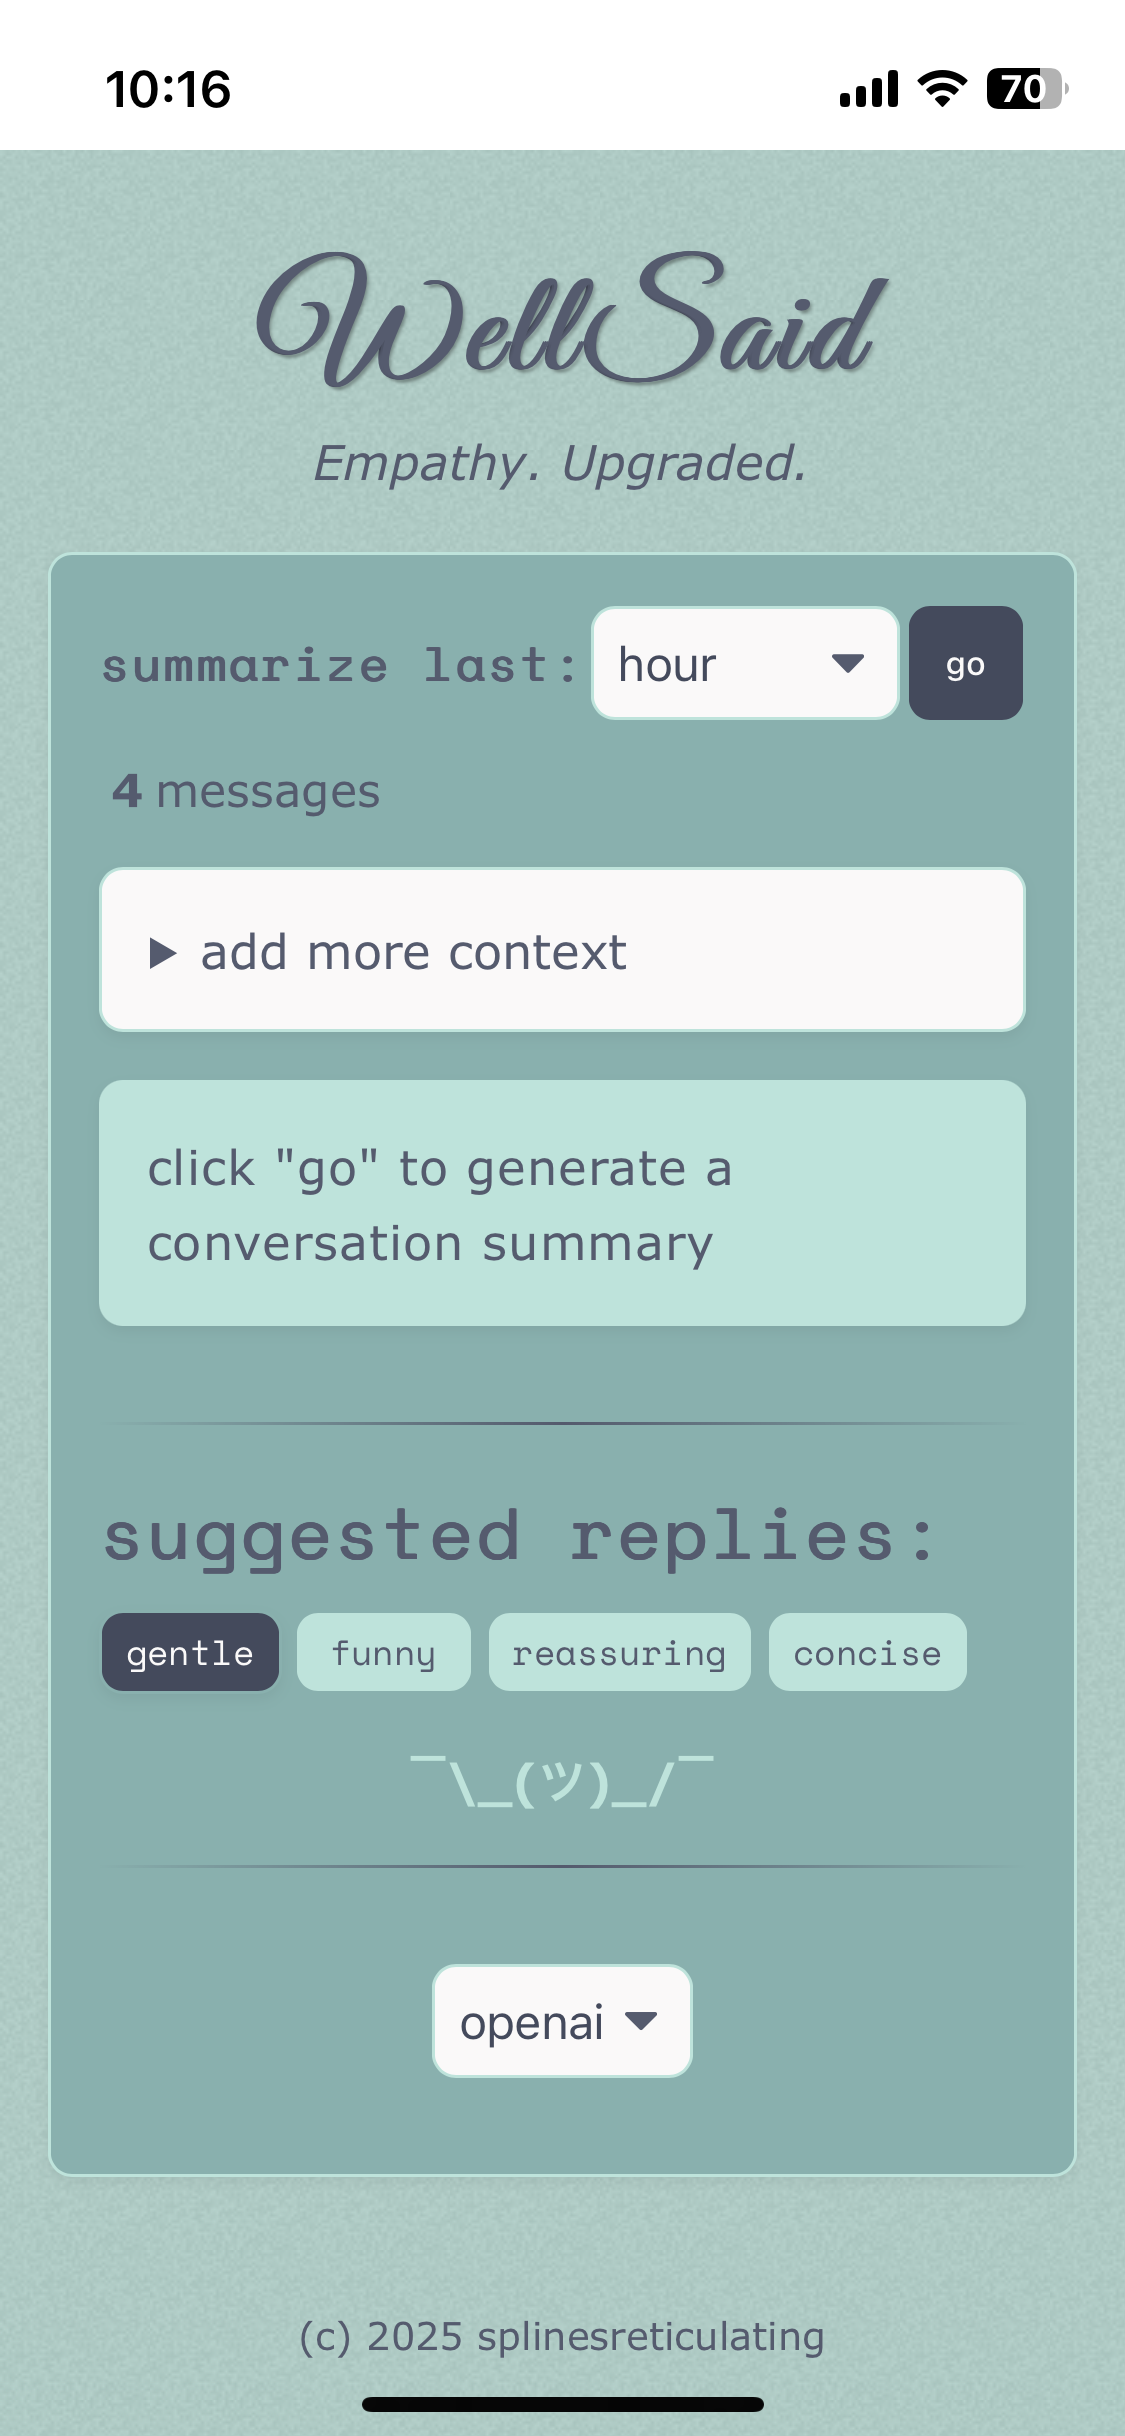 10:16
70
WellSaid
Empathy. Upgraded.
summarize last: hour go
4 messages
▶ add more context
click "go" to generate a
conversation summary
suggested replies:
gentle funny reassuring concise
¯\_(ツ)_/¯
openai
(c) 2025 splinesreticulating